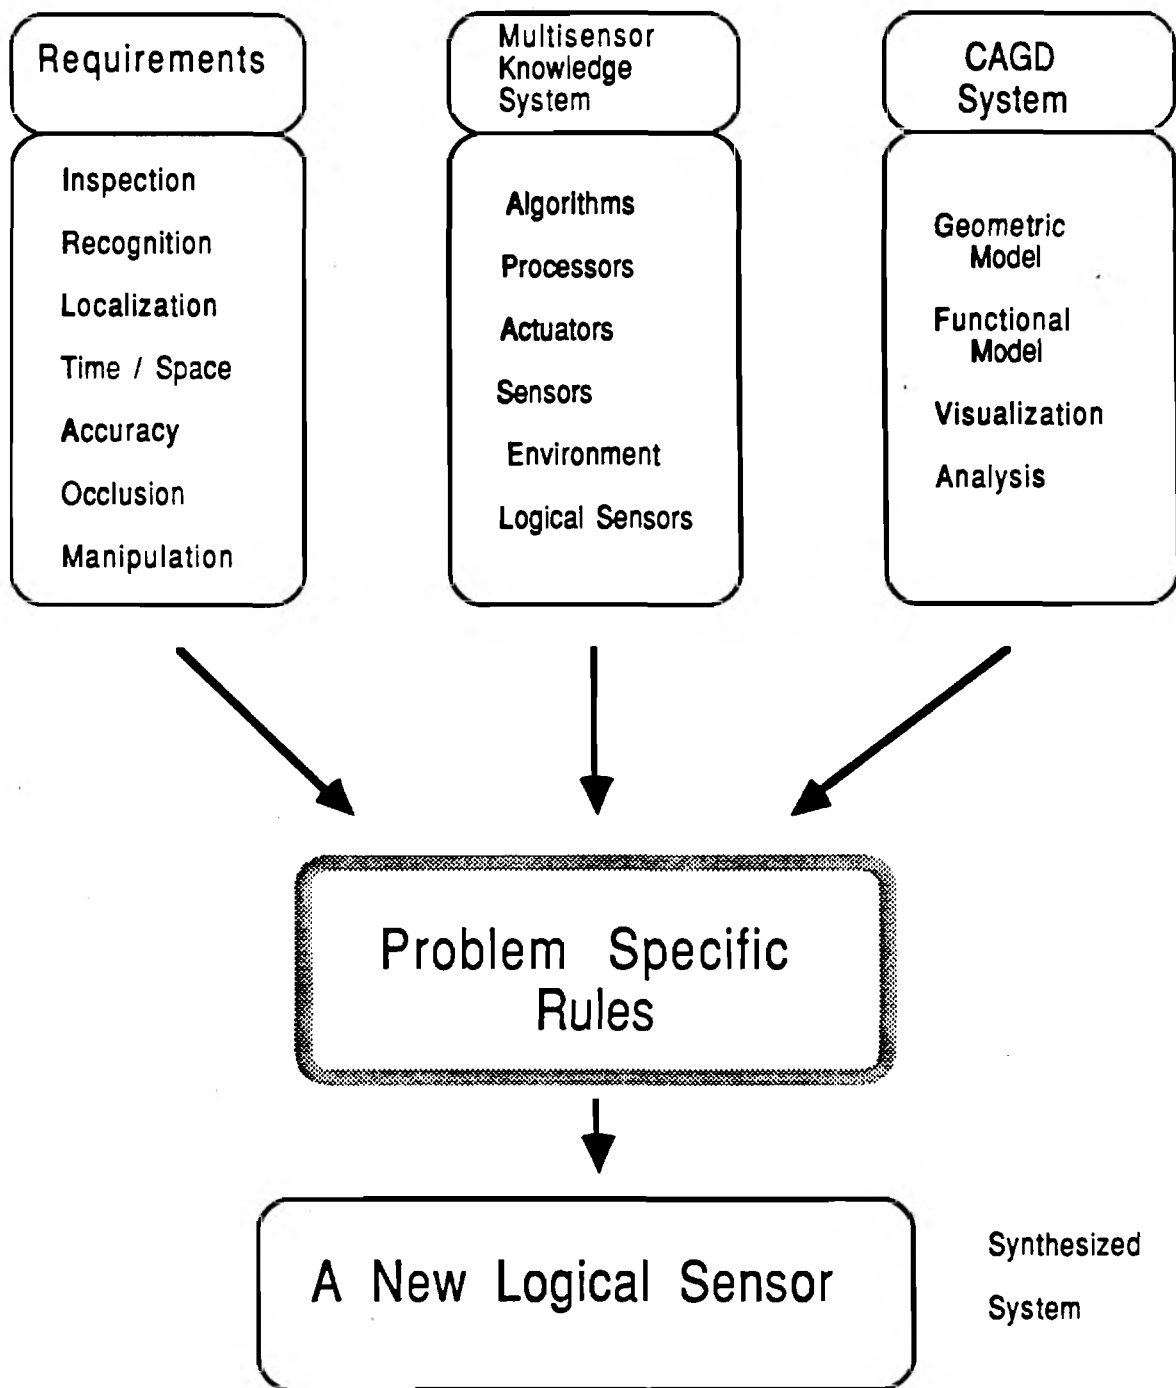 Requirements
Inspection
Recognition
Localization
Time / Space
Accuracy
Occlusion
Manipulation
Multisensor
Knowledge
System
Algorithms
Processors
Actuators
Sensors
Environment
Logical Sensors
CAGD
System
Geometric
Model
Functional
Model
Visualization
Analysis
Problem Specific
Rules
A New Logical Sensor
Synthesized
System